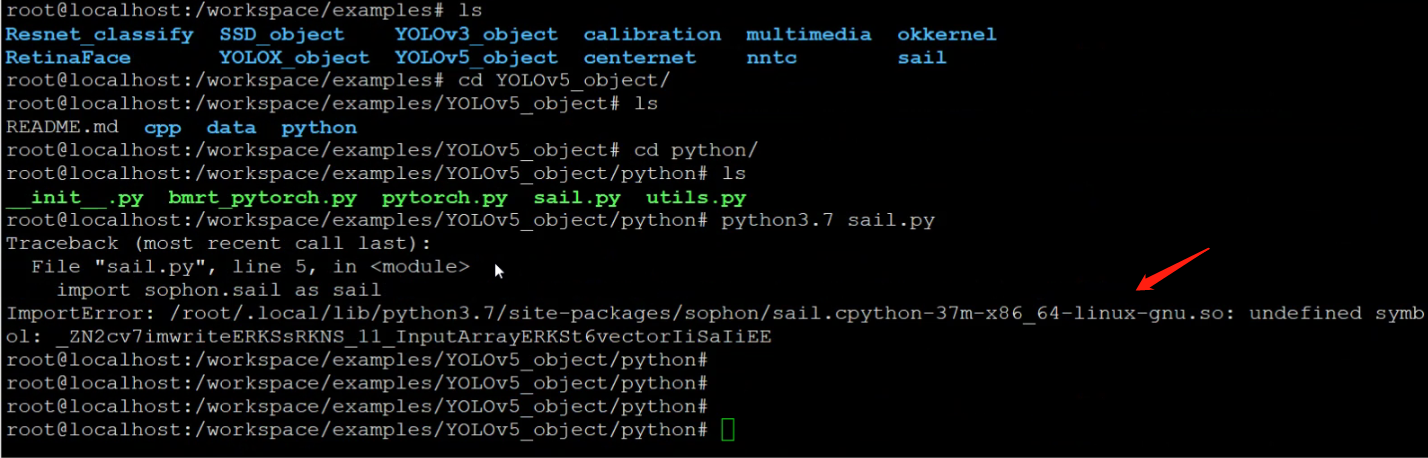 root@localhost:/workspace/examples# ls
Resnet_classify SSD_object YOLOv3_object calibration multimedia okkernel
RetinaFace YOLOX_object YOLOv5_object centernet nntc sail
root@localhost:/workspace/examples# cd YOLOv5_object/
root@localhost:/workspace/examples/YOLOv5_object# ls
README.md cpp data python
root@localhost:/workspace/examples/YOLOv5_object# cd python/
root@localhost:/workspace/examples/YOLOv5_object/python# ls
__init__.py bmrt_pytorch.py pytorch.py sail.py utils.py
root@localhost:/workspace/examples/YOLOv5_object/python# python3.7 sail.py
Traceback (most recent call last):
  File "sail.py", line 5, in <module>
    import sophon.sail as sail
ImportError: /root/.local/lib/python3.7/site-packages/sophon/sail.cpython-37m-x86_64-linux-gnu.so: undefined symb
ol: _ZN2cv7imwriteERKSsRKNS_11_InputArrayERKSt6vectorIiSaIiEE
root@localhost:/workspace/examples/YOLOv5_object/python#
root@localhost:/workspace/examples/YOLOv5_object/python#
root@localhost:/workspace/examples/YOLOv5_object/python#
root@localhost:/workspace/examples/YOLOv5_object/python#